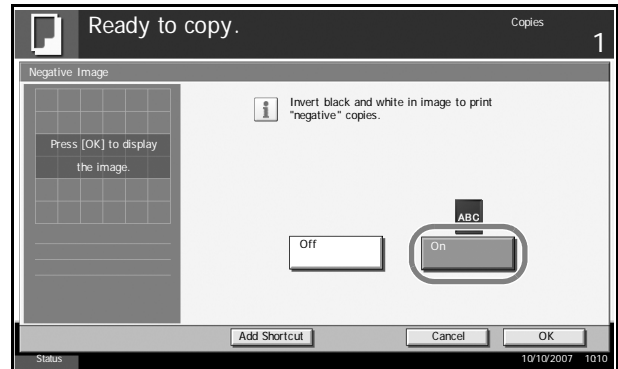 Ready to copy.
Copies
1
Negative Image
Invert black and white in image to print
"negative" copies.
Press [OK] to display
the image.
ABC
Off
On
Add Shortcut
Cancel
OK
Status
10/10/2007 10:10